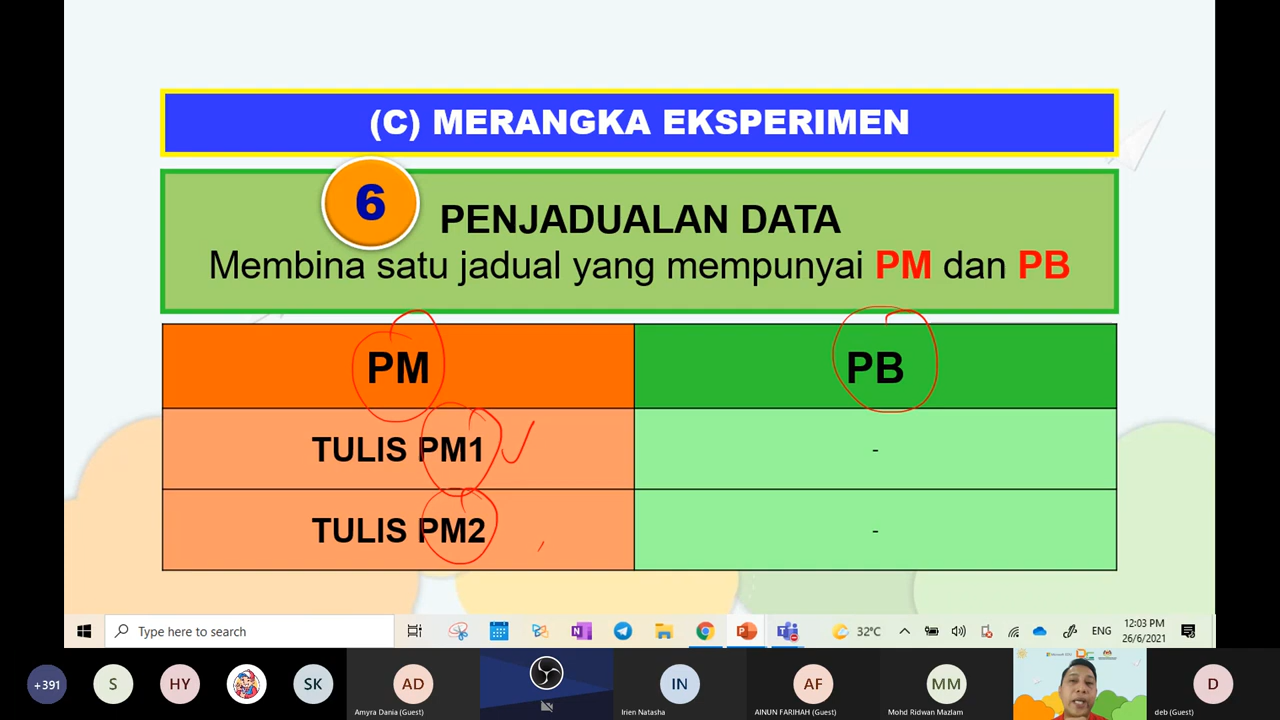 (C) MERANGKA EKSPERIMEN
6
PENJADUALAN DATA
Membina satu jadual yang mempunyai PM dan PB
PM
PB
TULIS PM1
-
TULIS PM2
-
Type here to search
32°C
ENG
12:03 PM
26/6/2021
+391
S
HY
SK
AD
IN
AF
MM
D
Amyra Dania (Guest)
Irien Natasha
AINUN FARIHAH (Guest)
Mohd Ridwan Mazlam
deb (Guest)